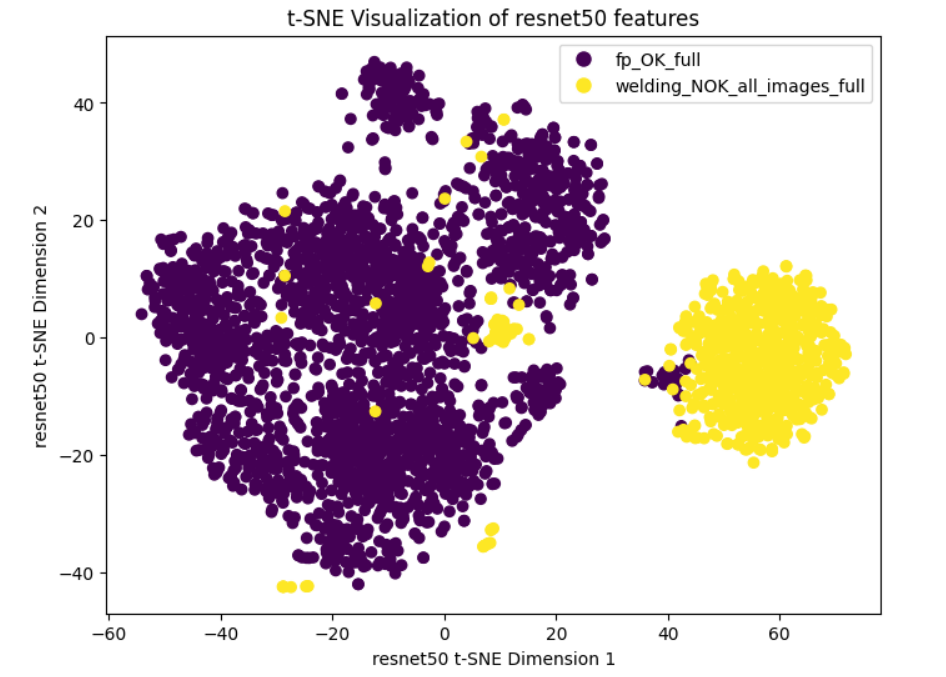 t-SNE Visualization of resnet50 features
fp_OK_full
welding_NOK_all_images_full
resnet50 t-SNE Dimension 2
40
20
0
−20
−40
−60
−40
−20
0
20
40
60
resnet50 t-SNE Dimension 1